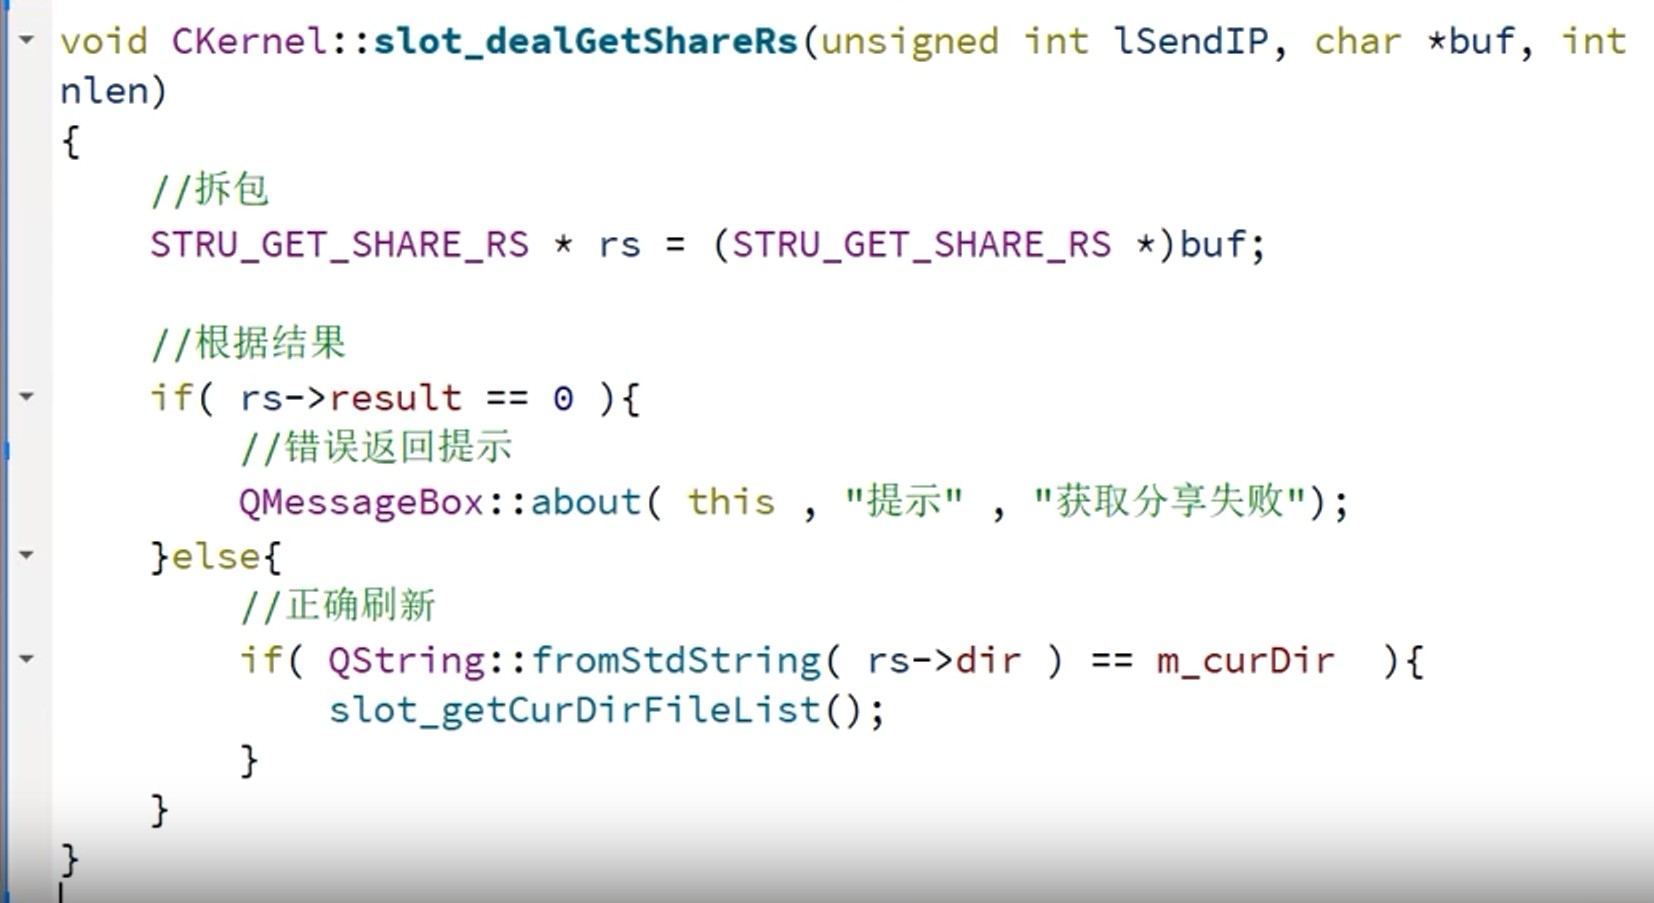 void CKernel::slot_dealGetShareRs(unsigned int lSendIP, char *buf, int
nlen)
{
    //拆包
    STRU_GET_SHARE_RS * rs = (STRU_GET_SHARE_RS *)buf;

    //根据结果
    if( rs->result == 0 ){
        //错误返回提示
        QMessageBox::about( this , "提示" , "获取分享失败");
    }else{
        //正确刷新
        if( QString::fromStdString( rs->dir ) == m_curDir  ){
            slot_getCurDirFileList();
        }
    }
}